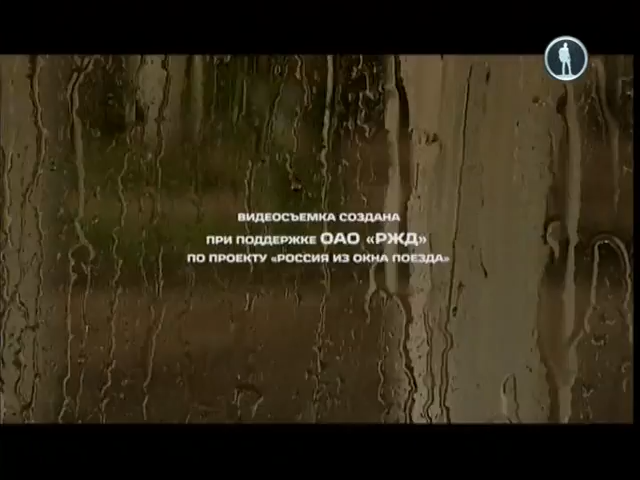 ВИДЕОСЪЕМКА СОЗДАНА
ПРИ ПОДДЕРЖКЕ ОАО «РЖД»
ПО ПРОЕКТУ «РОССИЯ ИЗ ОКНА ПОЕЗДА»